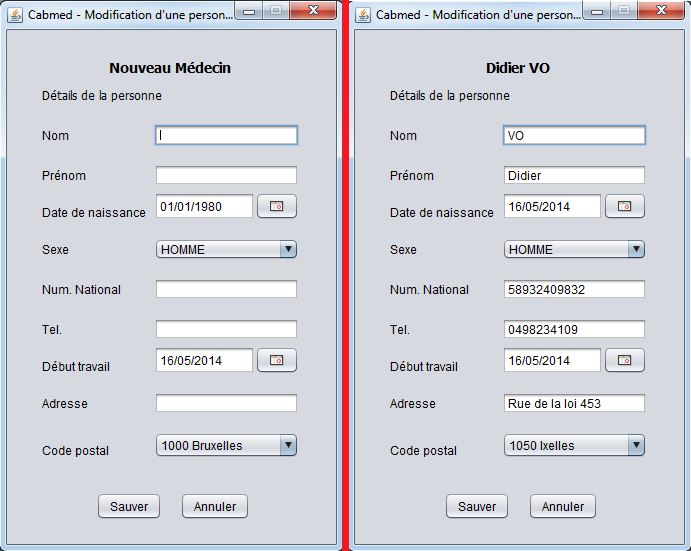 Cabmed - Modification d'une person...
Nouveau Médecin
Détails de la personne
Nom
Prénom
Date de naissance 01/01/1980
Sexe HOMME
Num. National
Tel.
Début travail 16/05/2014
Adresse
Code postal 1000 Bruxelles
Sauver Annuler
Cabmed - Modification d'une person...
Didier VO
Détails de la personne
Nom VO
Prénom Didier
Date de naissance 16/05/2014
Sexe HOMME
Num. National 58932409832
Tel. 0498234109
Début travail 16/05/2014
Adresse Rue de la loi 453
Code postal 1050 Ixelles
Sauver Annuler